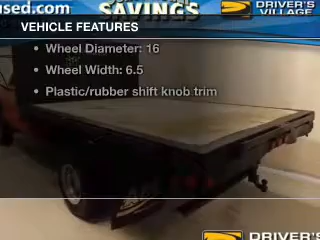 used.com
SAVINGS
DRIVER'S
VILLAGE
VEHICLE FEATURES
• Wheel Diameter: 16
• Wheel Width: 6.5
• Plastic/rubber shift knob trim
DRIVER'S